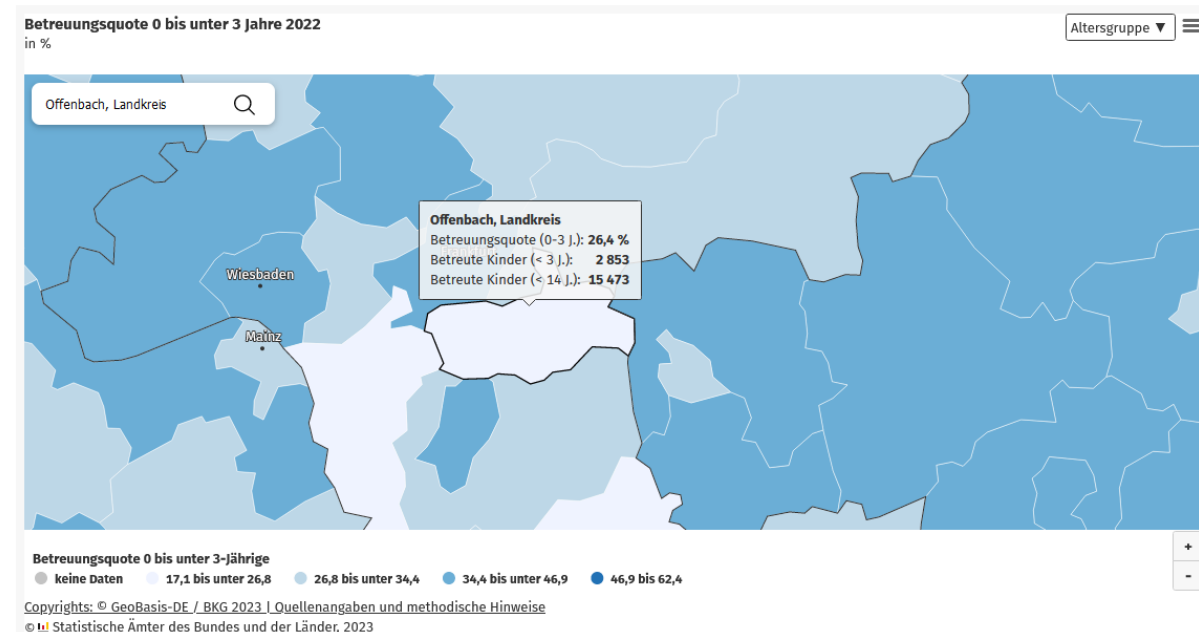 Betreuungsquote 0 bis unter 3 Jahre 2022
in %
Altersgruppe ▼
Offenbach, Landkreis
Offenbach, Landkreis
Betreuungsquote (0-3 J.): 26,4 %
Betreute Kinder (< 3 J.): 2 853
Betreute Kinder (< 14 J.): 15 473
Wiesbaden
Mainz
+
-
Betreuungsquote 0 bis unter 3-Jährige
keine Daten 17,1 bis unter 26,8 26,8 bis unter 34,4 34,4 bis unter 46,9 46,9 bis 62,4
Copyrights: © GeoBasis-DE / BKG 2023 | Quellenangaben und methodische Hinweise
© Statistische Ämter des Bundes und der Länder, 2023